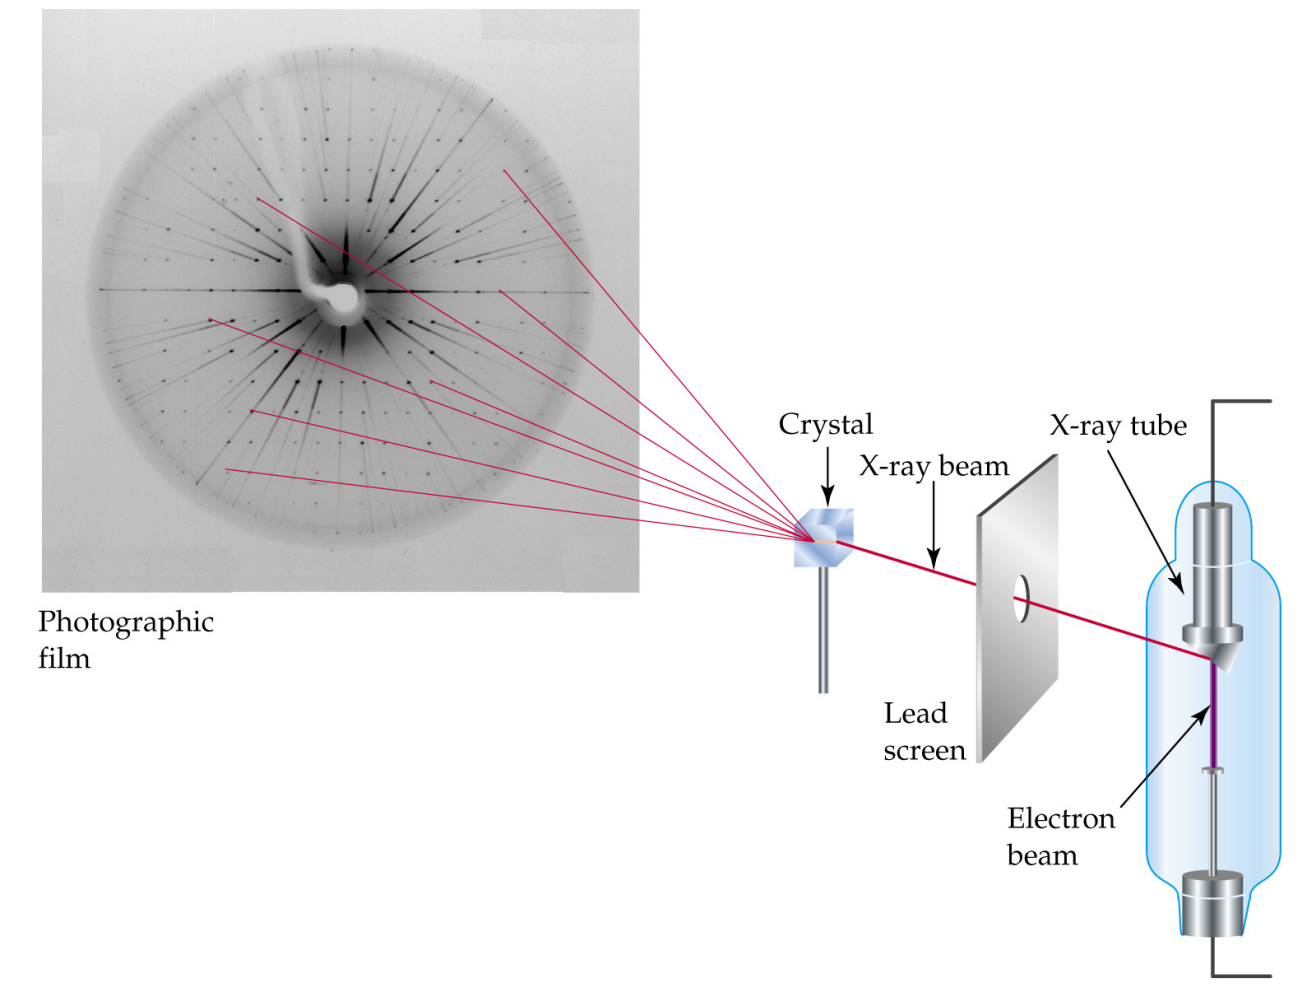 Crystal
X-ray beam
X-ray tube
Photographic
film
Lead
screen
Electron
beam